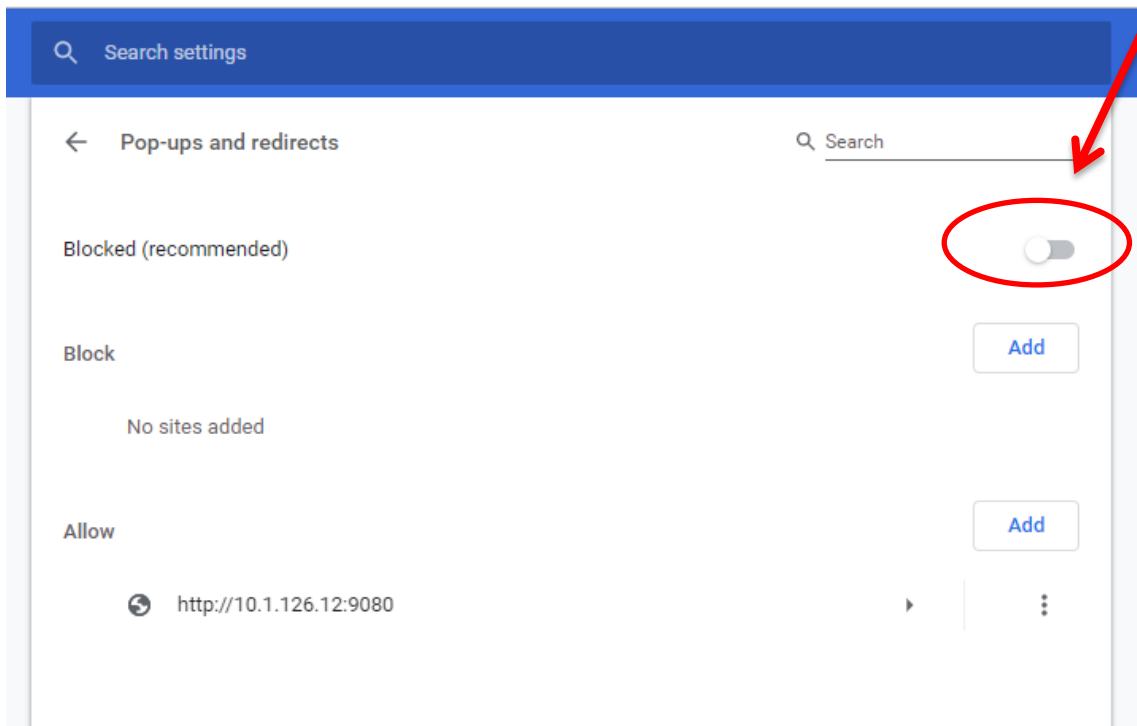 Search settings
Pop-ups and redirects
Search
Blocked (recommended)
Block
Add
No sites added
Allow
Add
http://10.1.126.12:9080